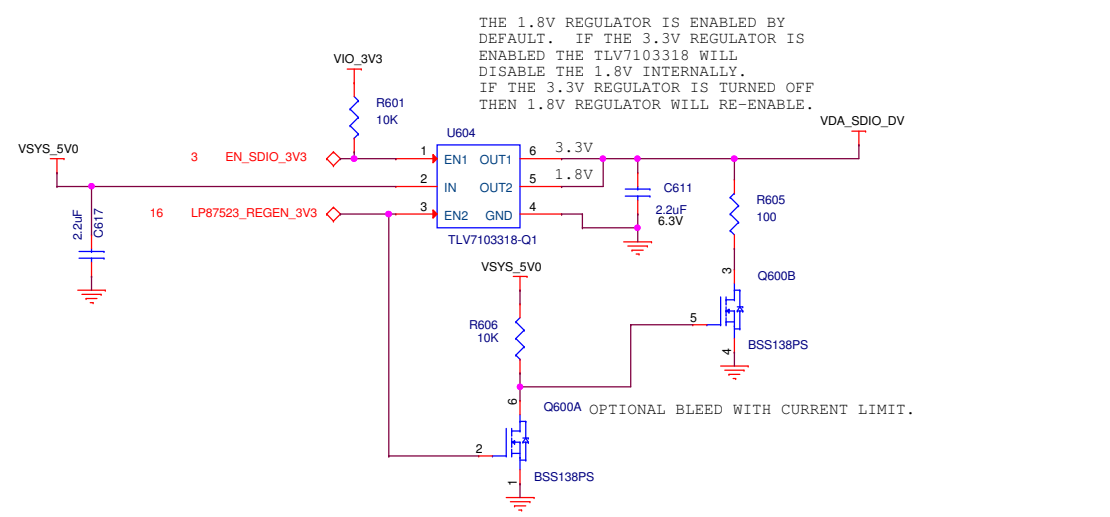 THE 1.8V REGULATOR IS ENABLED BY
DEFAULT.  IF THE 3.3V REGULATOR IS
ENABLED THE TLV7103318 WILL
DISABLE THE 1.8V INTERNALLY.
IF THE 3.3V REGULATOR IS TURNED OFF
THEN 1.8V REGULATOR WILL RE-ENABLE.
VIO_3V3
R601
10K
VDA_SDIO_DV
U604
VSYS_5V0
3 EN_SDIO_3V3
1 EN1 OUT1 6 3.3V
2 IN OUT2 5 1.8V
16 LP87523_REGEN_3V3
3 EN2 GND 4
TLV7103318-Q1
2.2uF
C617
C611
2.2uF
6.3V
R605
100
VSYS_5V0
R606
10K
3
Q600B
5
4
BSS138PS
6
Q600A OPTIONAL BLEED WITH CURRENT LIMIT.
2
1
BSS138PS